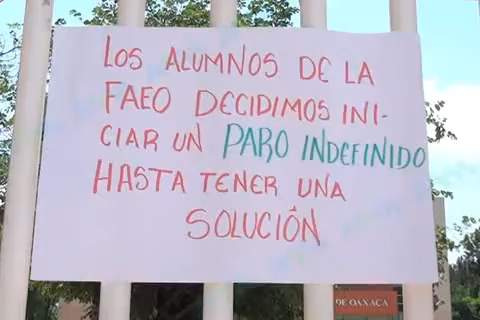 LOS ALUMNOS DE LA
FAEO DECIDIMOS INI-
CIAR UN PARO INDEFINIDO
HASTA TENER UNA
SOLUCIÓN
DE OAXACA